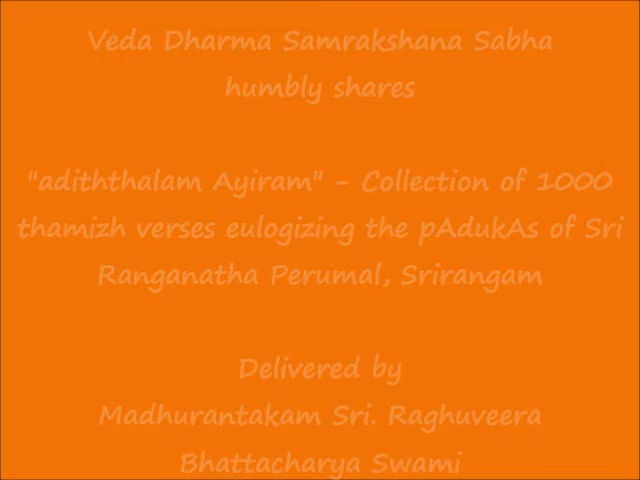 Veda Dharma Samrakshana Sabha
humbly shares
"adiththalam Ayiram" - Collection of 1000
thamizh verses eulogizing the pAdukAs of Sri
Ranganatha Perumal, Srirangam
Delivered by
Madhurantakam Sri. Raghuveera
Bhattacharya Swami